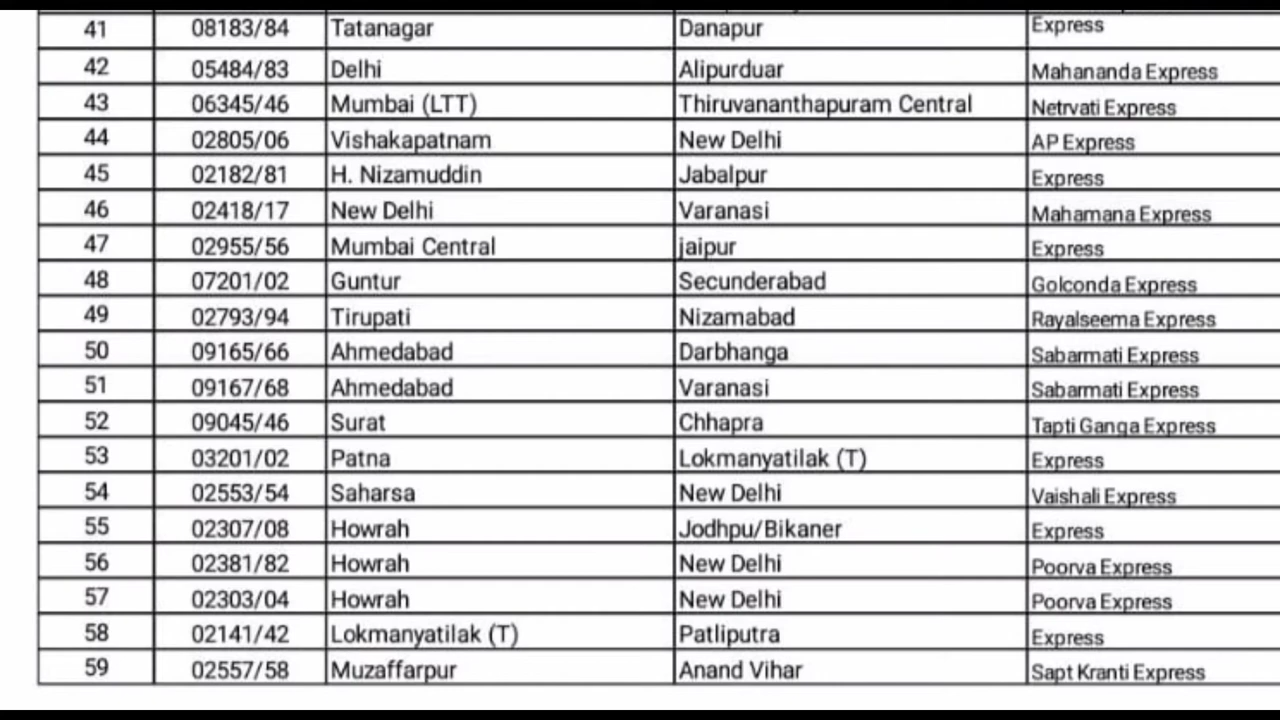 41 08183/84 Tatanagar Danapur Express
42 05484/83 Delhi Alipurduar Mahananda Express
43 06345/46 Mumbai (LTT) Thiruvananthapuram Central Netrvati Express
44 02805/06 Vishakapatnam New Delhi AP Express
45 02182/81 H. Nizamuddin Jabalpur Express
46 02418/17 New Delhi Varanasi Mahamana Express
47 02955/56 Mumbai Central jaipur Express
48 07201/02 Guntur Secunderabad Golconda Express
49 02793/94 Tirupati Nizamabad Rayalseema Express
50 09165/66 Ahmedabad Darbhanga Sabarmati Express
51 09167/68 Ahmedabad Varanasi Sabarmati Express
52 09045/46 Surat Chhapra Tapti Ganga Express
53 03201/02 Patna Lokmanyatilak (T) Express
54 02553/54 Saharsa New Delhi Vaishali Express
55 02307/08 Howrah Jodhpu/Bikaner Express
56 02381/82 Howrah New Delhi Poorva Express
57 02303/04 Howrah New Delhi Poorva Express
58 02141/42 Lokmanyatilak (T) Patliputra Express
59 02557/58 Muzaffarpur Anand Vihar Sapt Kranti Express